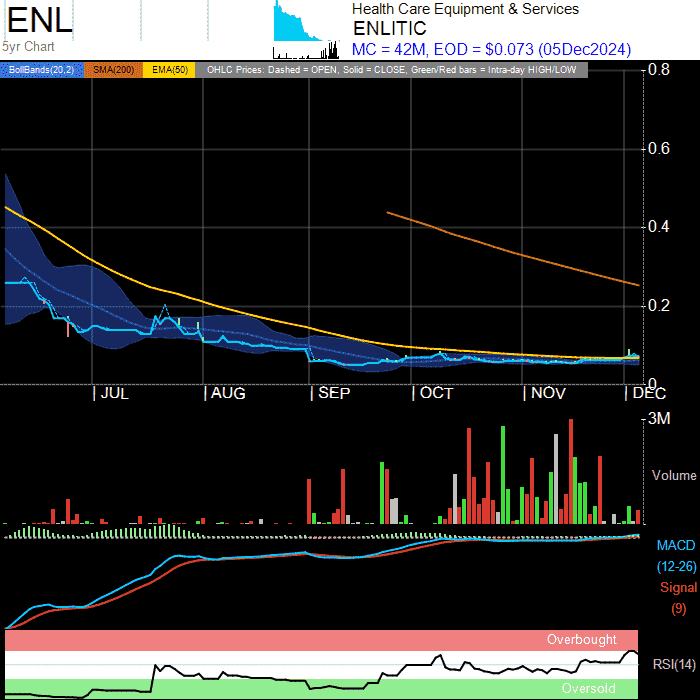 ENL
5yr Chart
Health Care Equipment & Services
ENLITIC
MC = 42M, EOD = $0.073 (05Dec2024)
BollBands(20,2) SMA(200) EMA(50) OHLC Prices: Dashed = OPEN, Solid = CLOSE, Green/Red bars = Intra-day HIGH/LOW
0.8
0.6
0.4
0.2
0
JUL AUG SEP OCT NOV DEC
3M
Volume
MACD
(12-26)
Signal
(9)
Overbought
RSI(14)
Oversold